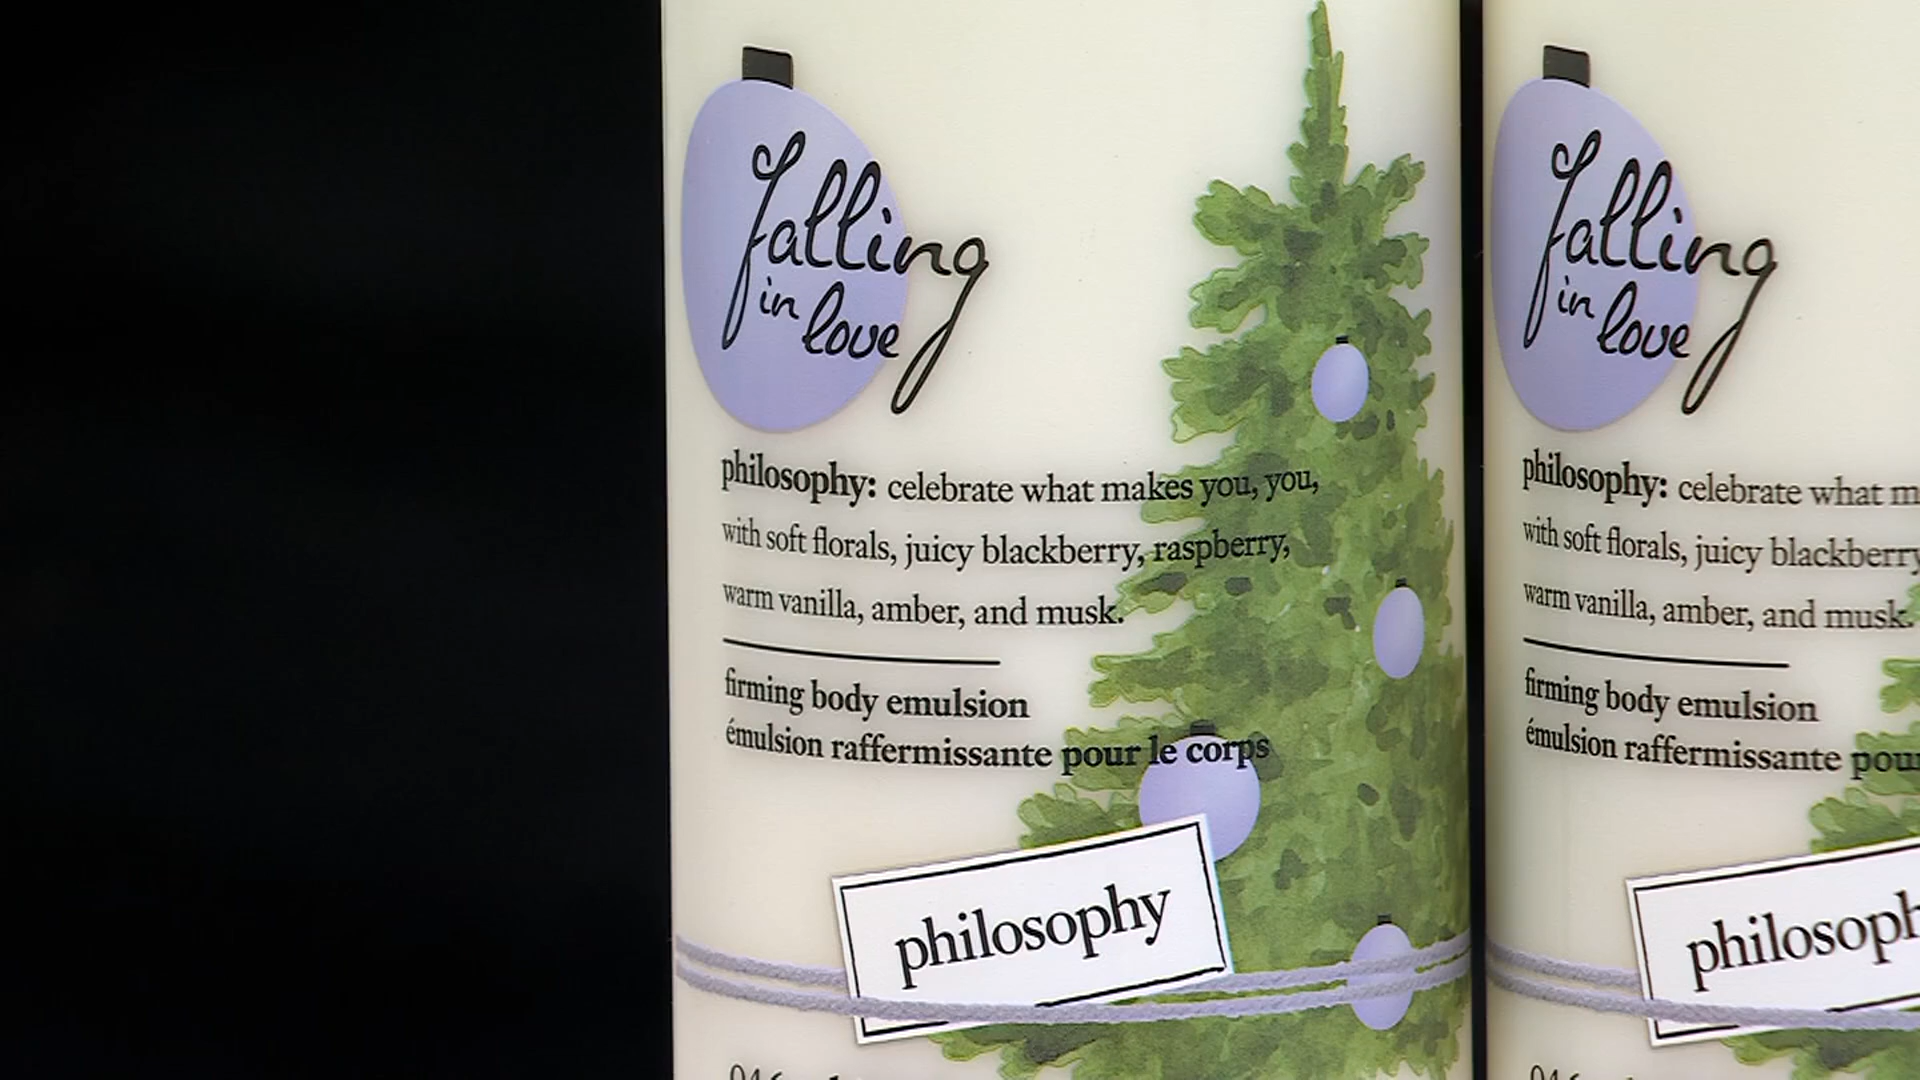 falling
in love
philosophy: celebrate what makes you, you,
with soft florals, juicy blackberry, raspberry,
warm vanilla, amber, and musk.
firming body emulsion
émulsion raffermissante pour le corps
philosophy
falling
in love
philosophy: celebrate what m
with soft florals, juicy blackberry
warm vanilla, amber, and musk.
firming body emulsion
émulsion raffermissante pour
philosoph